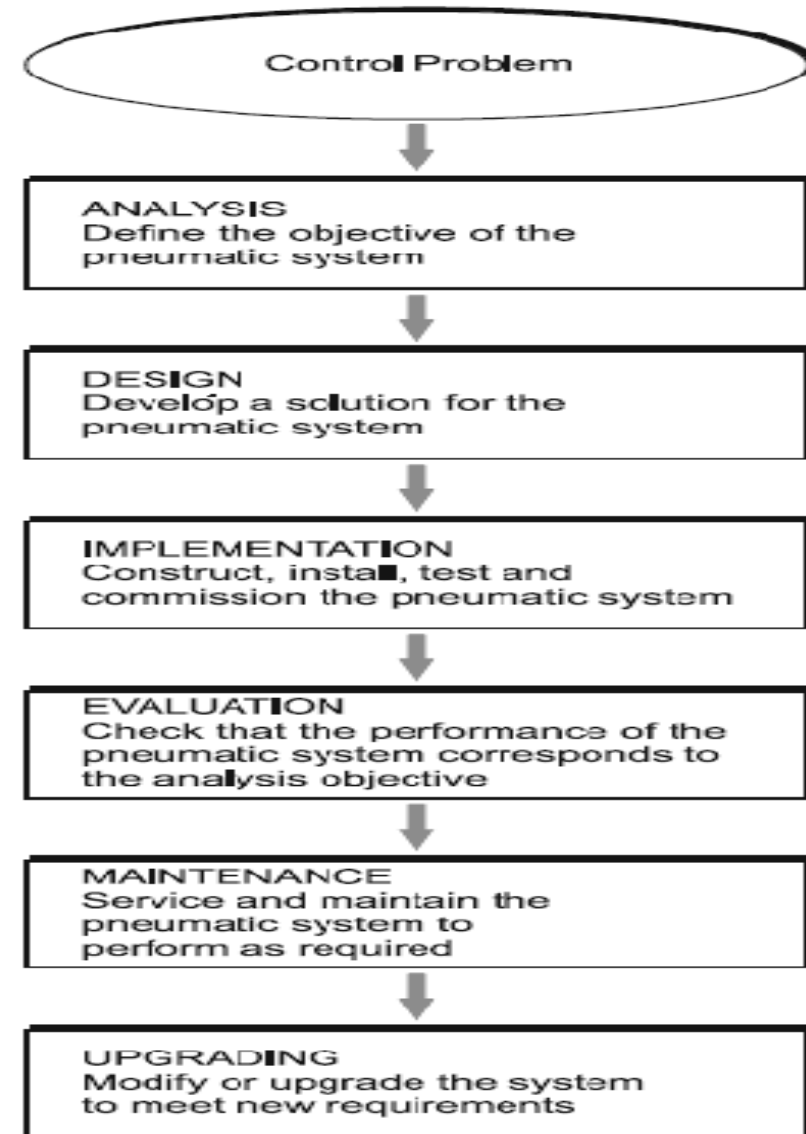 Control Problem
ANALYSIS
Define the objective of the
pneumatic system
DESIGN
Develop a solution for the
pneumatic system
IMPLEMENTATION
Construct, install, test and
commission the pneumatic system
EVALUATION
Check that the performance of the
pneumatic system corresponds to
the analysis objective
MAINTENANCE
Service and maintain the
pneumatic system to
perform as required
UPGRADING
Modify or upgrade the system
to meet new requirements